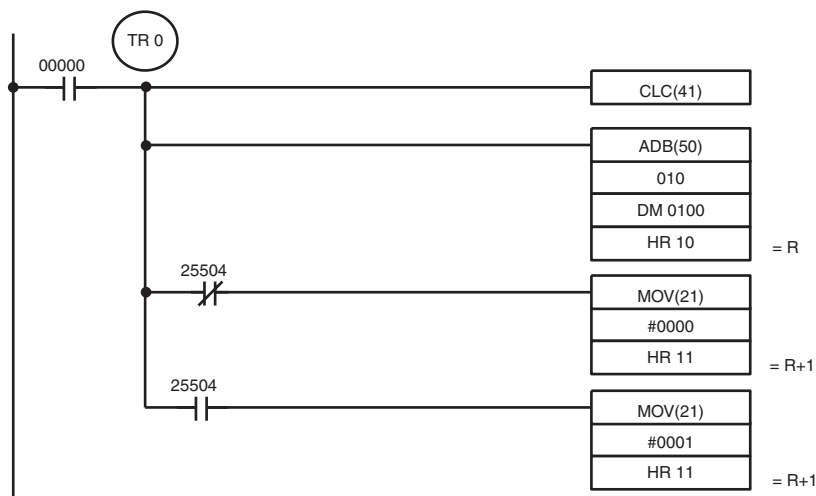 TR 0
00000
CLC(41)
ADB(50)
010
DM 0100
HR 10 = R
25504
MOV(21)
#0000
HR 11 = R+1
25504
MOV(21)
#0001
HR 11 = R+1